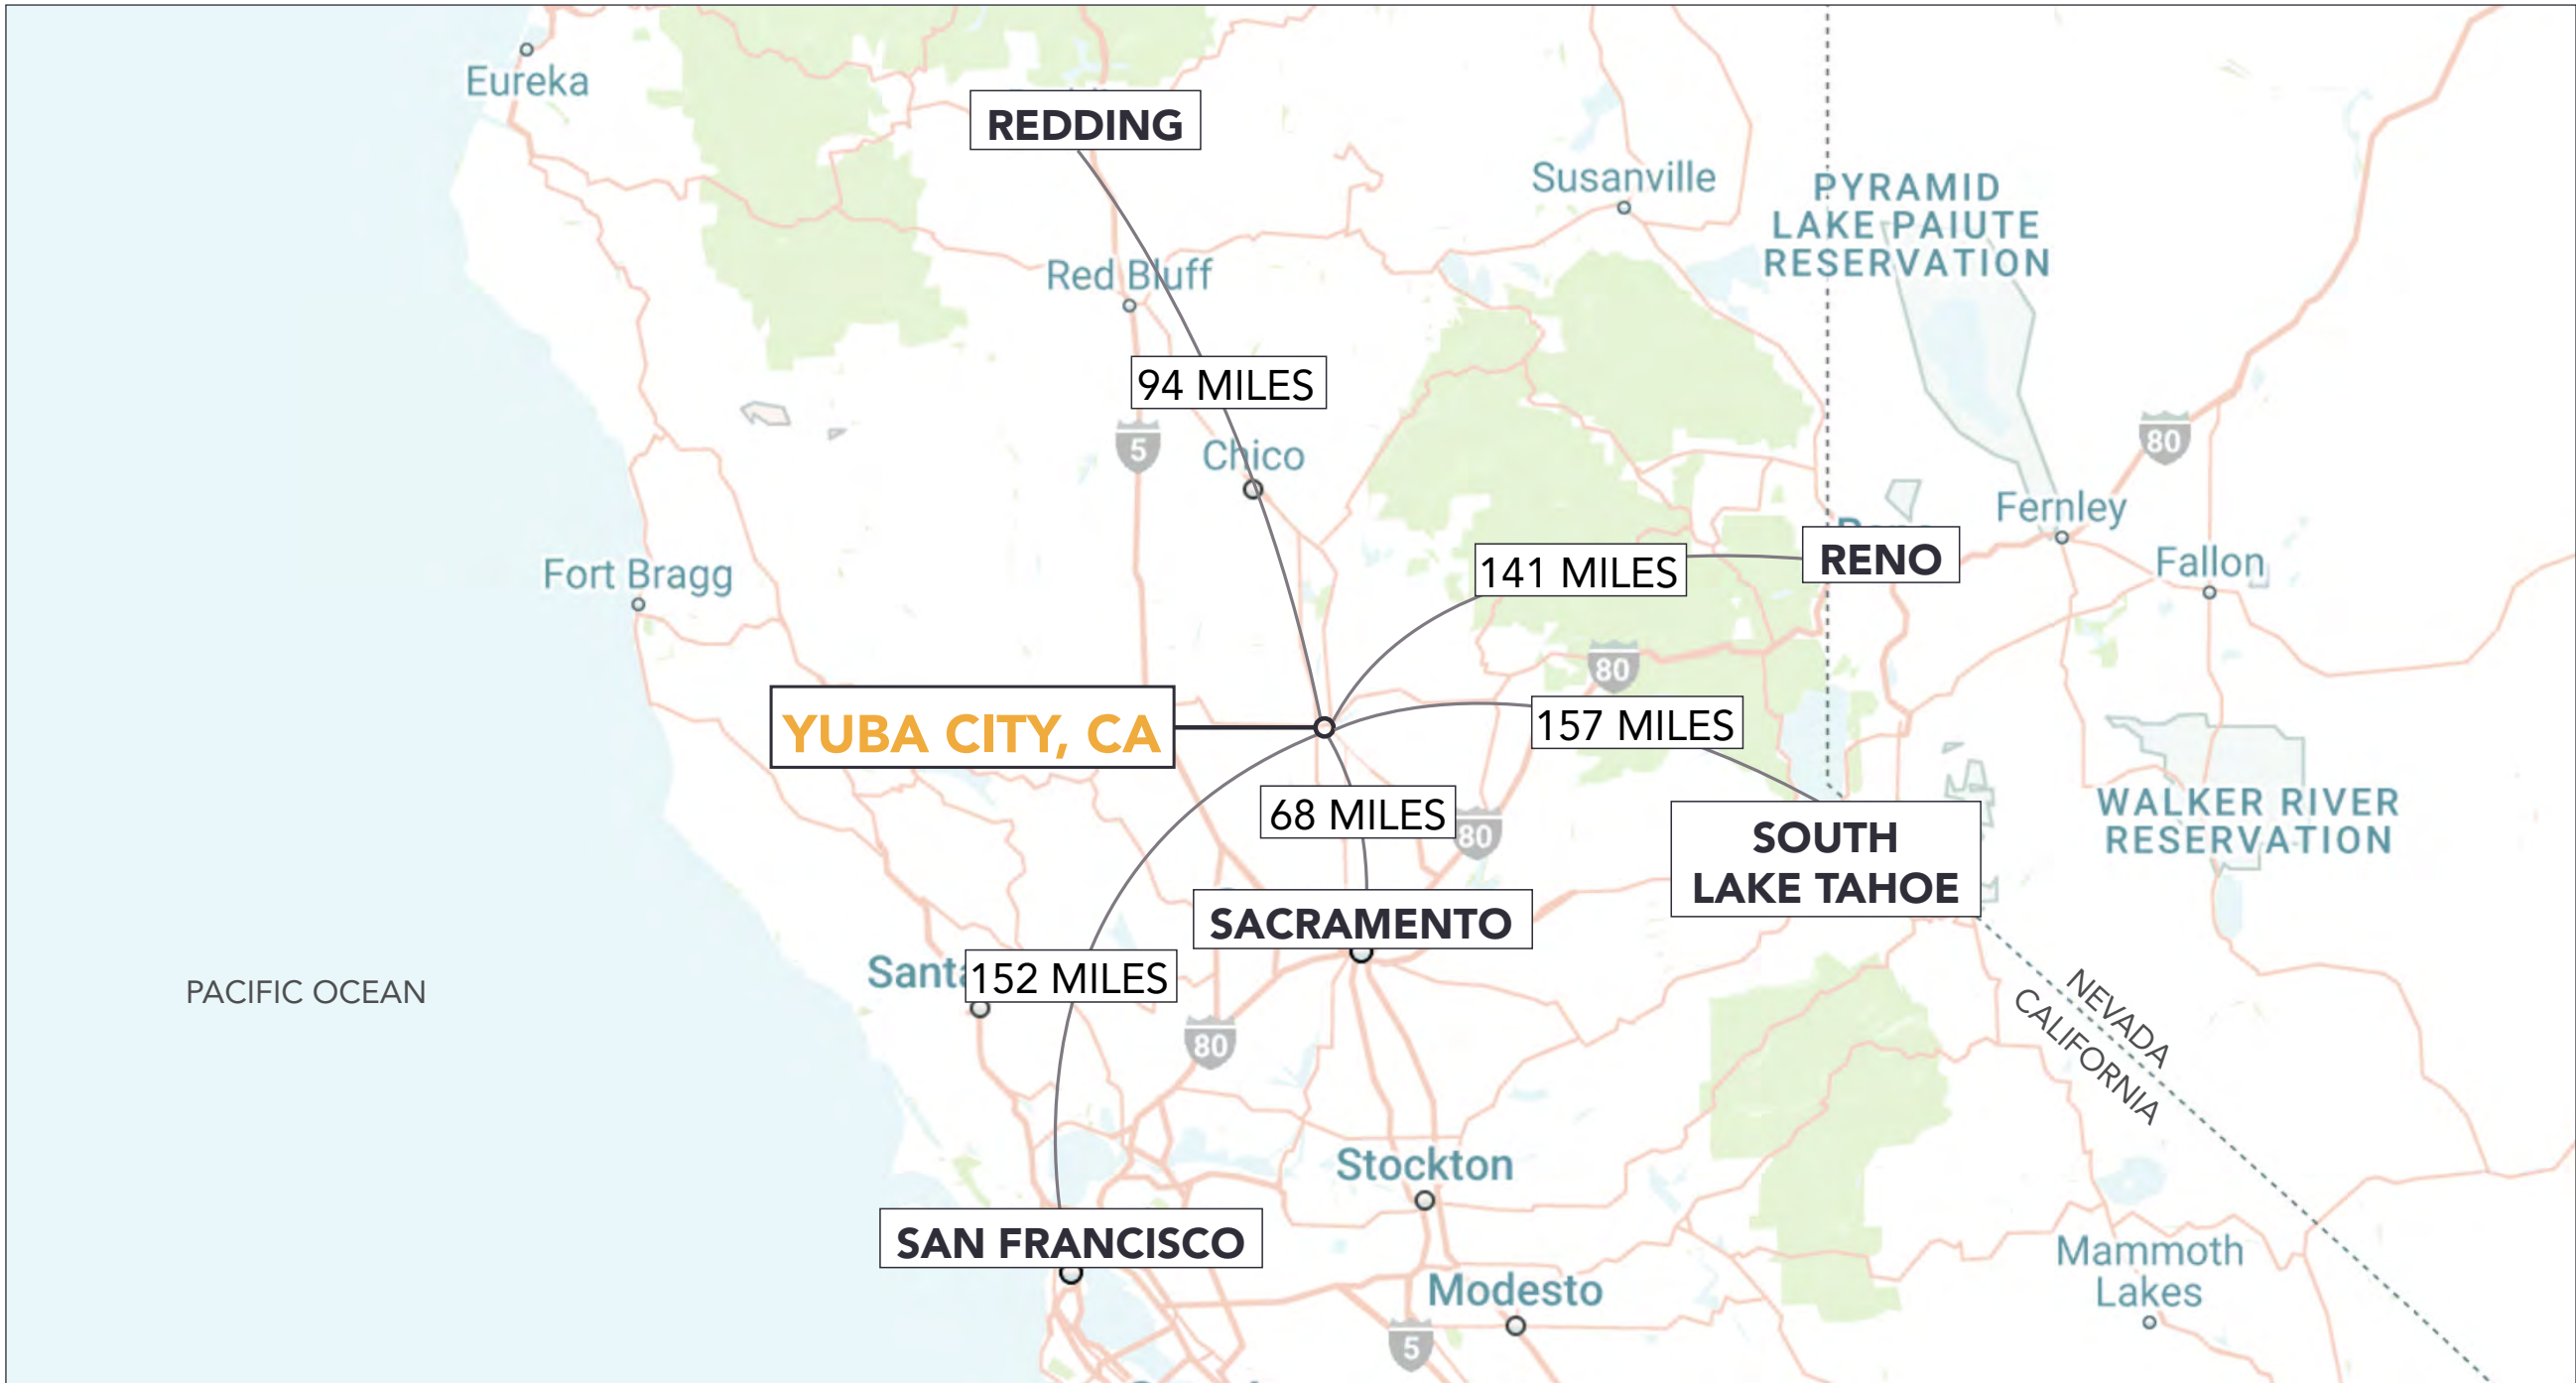 Eureka
REDDING
Susanville
PYRAMID
LAKE PAIUTE
RESERVATION
Red Bluff
94 MILES
5
Chico
80
Fernley
141 MILES
RENO
Fallon
Fort Bragg
80
YUBA CITY, CA
157 MILES
68 MILES
80
SOUTH
LAKE TAHOE
WALKER RIVER
RESERVATION
SACRAMENTO
Santa
152 MILES
PACIFIC OCEAN
NEVADA
CALIFORNIA
80
Stockton
SAN FRANCISCO
Modesto
Mammoth
Lakes
5